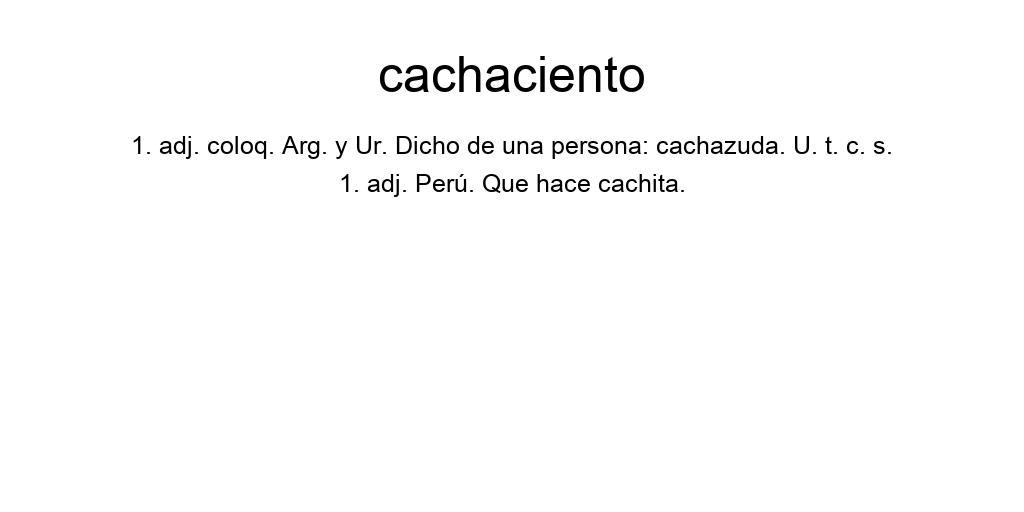 cachaciento
1. adj. coloq. Arg. y Ur. Dicho de una persona: cachazuda. U. t. c. s.
1. adj. Perú. Que hace cachita.